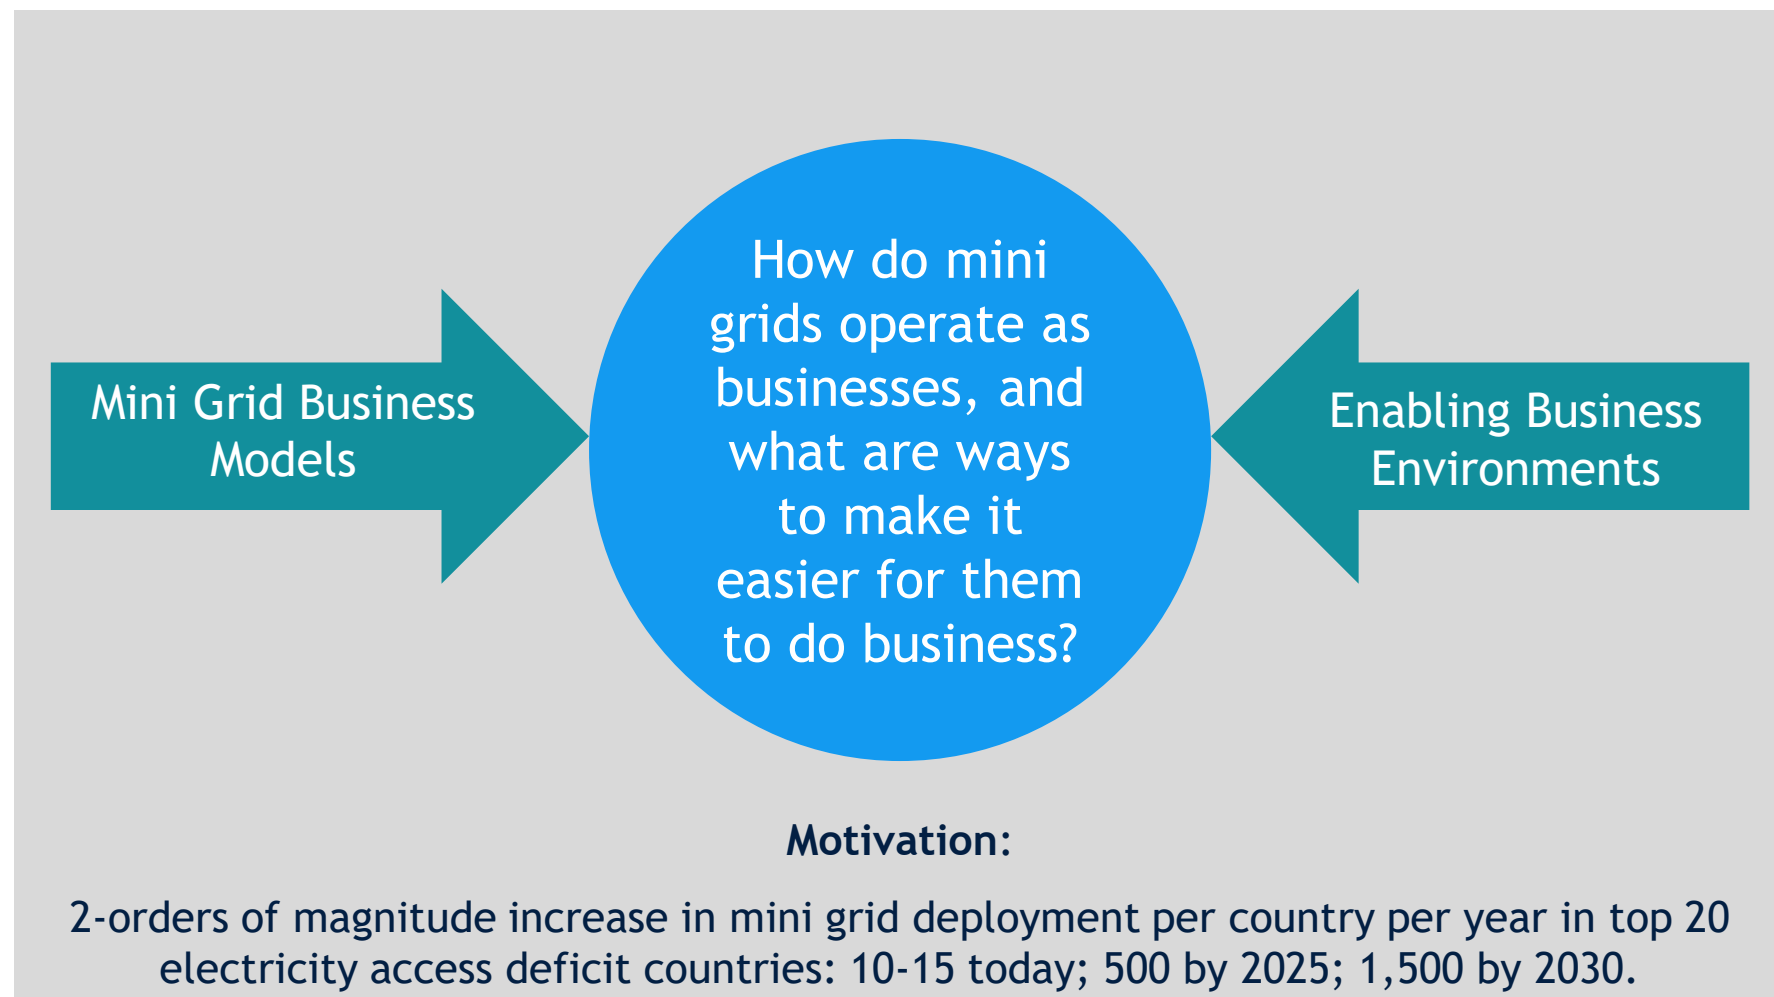 Mini Grid Business
Models
How do mini
grids operate as
businesses, and
what are ways
to make it
easier for them
to do business?
Enabling Business
Environments
Motivation:
2-orders of magnitude increase in mini grid deployment per country per year in top 20
electricity access deficit countries: 10-15 today; 500 by 2025; 1,500 by 2030.